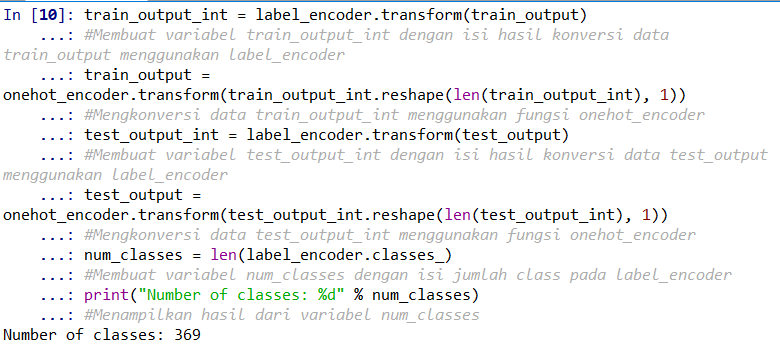 In [10]: train_output_int = label_encoder.transform(train_output)
    ...: #Membuat variabel train_output_int dengan isi hasil konversi data
train_output menggunakan label_encoder
    ...: train_output =
onehot_encoder.transform(train_output_int.reshape(len(train_output_int), 1))
    ...: #Mengkonversi data train_output_int menggunakan fungsi onehot_encoder
    ...: test_output_int = label_encoder.transform(test_output)
    ...: #Membuat variabel test_output_int dengan isi hasil konversi data test_output
menggunakan label_encoder
    ...: test_output =
onehot_encoder.transform(test_output_int.reshape(len(test_output_int), 1))
    ...: #Mengkonversi data test_output_int menggunakan fungsi onehot_encoder
    ...: num_classes = len(label_encoder.classes_)
    ...: #Membuat variabel num_classes dengan isi jumlah class pada label_encoder
    ...: print("Number of classes: %d" % num_classes)
    ...: #Menampilkan hasil dari variabel num_classes
Number of classes: 369